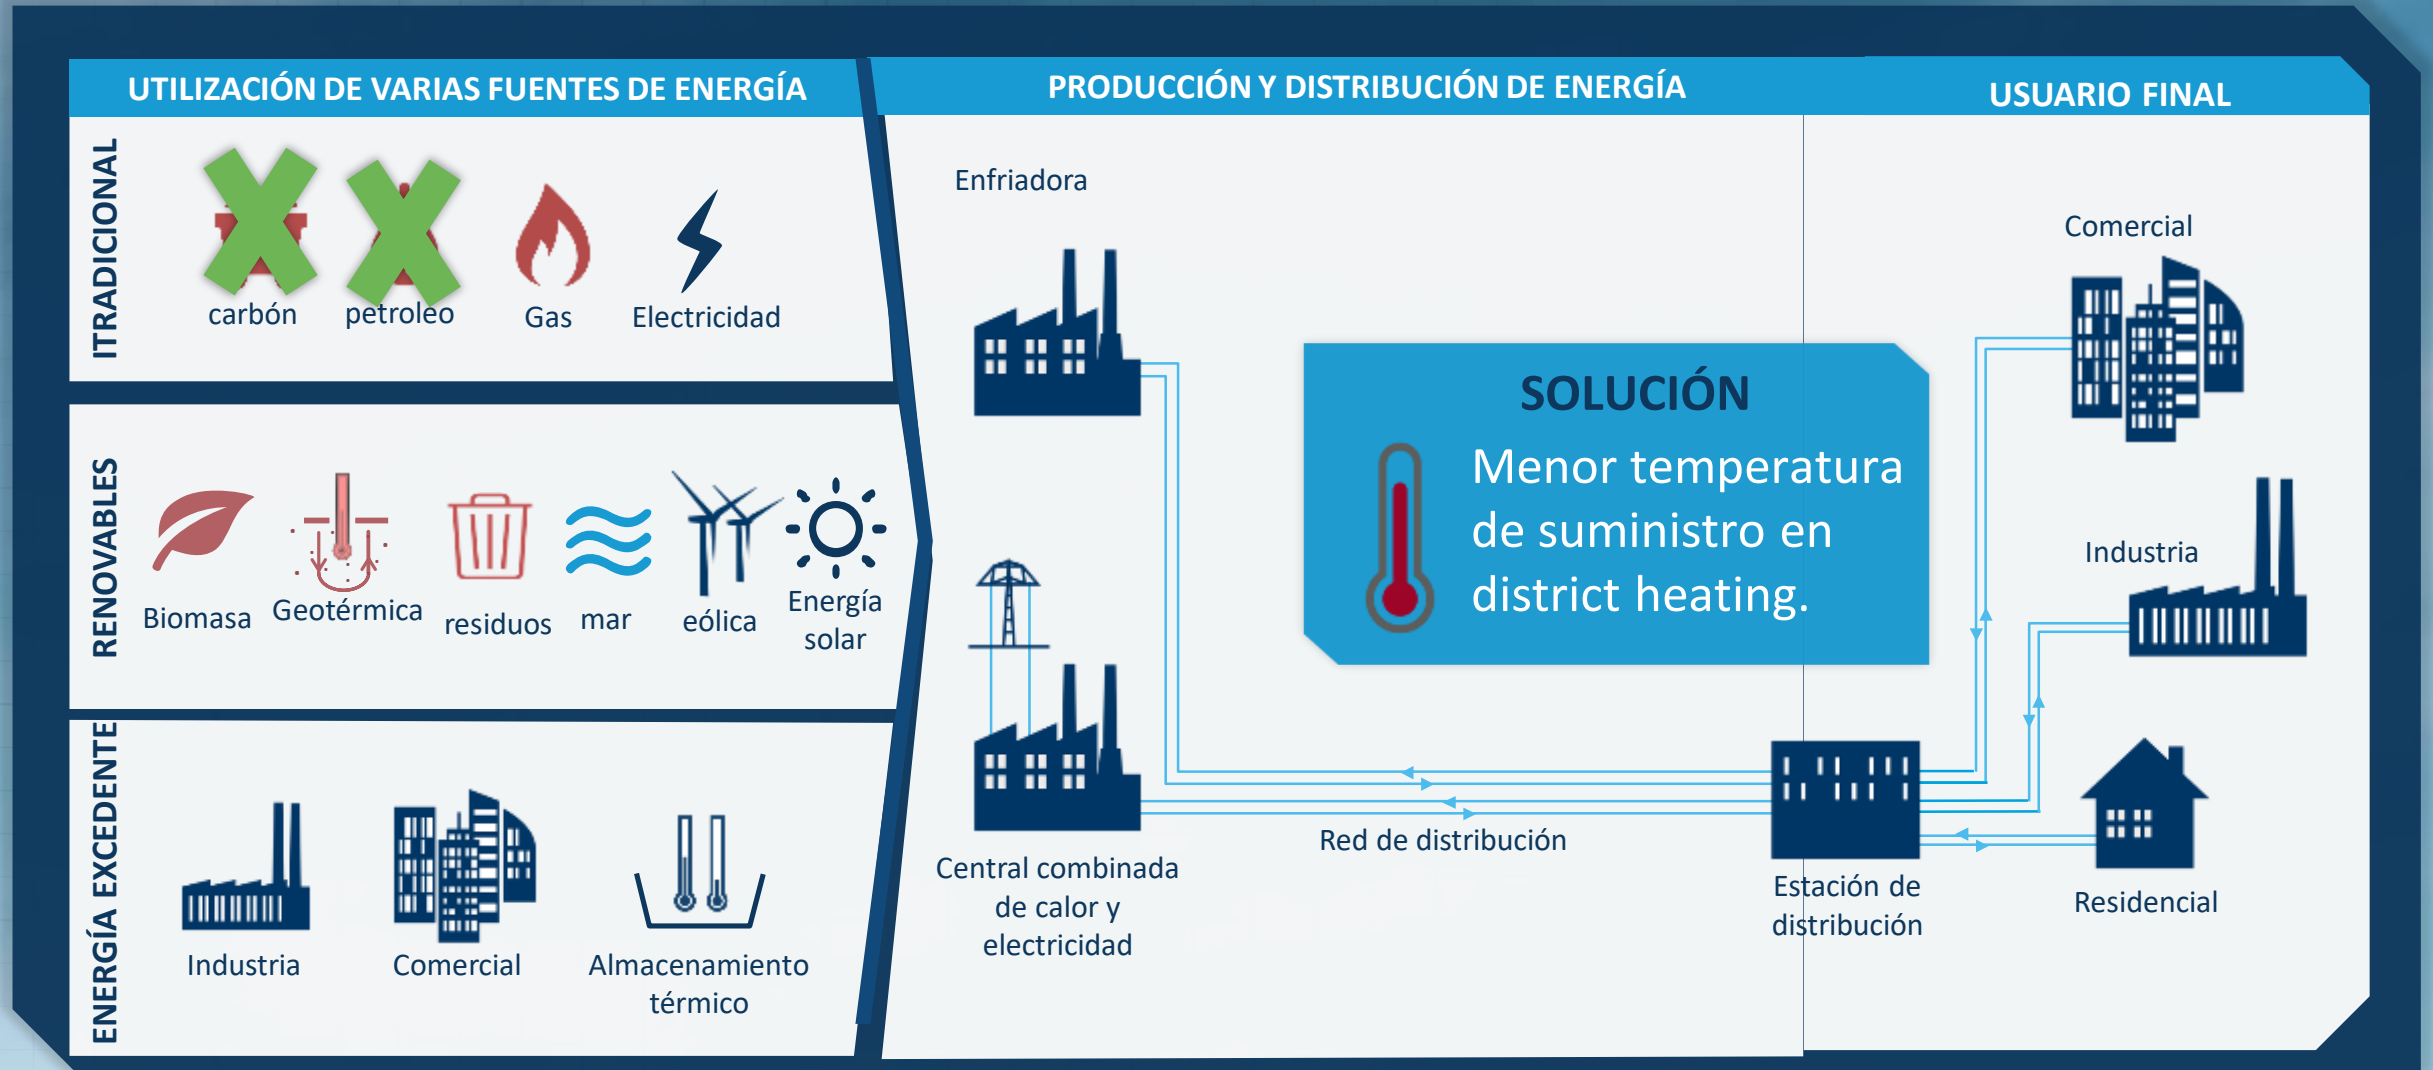 UTILIZACIÓN DE VARIAS FUENTES DE ENERGÍA
PRODUCCIÓN Y DISTRIBUCIÓN DE ENERGÍA
USUARIO FINAL
ITRADICIONAL
carbón
petroleo
Gas
Electricidad
RENOVABLES
Biomasa
Geotérmica
residuos
mar
eólica
Energía
solar
ENERGÍA EXCEDENTE
Industria
Comercial
Almacenamiento
térmico
Enfriadora
Central combinada
de calor y
electricidad
Red de distribución
SOLUCIÓN
Menor temperatura
de suministro en
district heating.
Estación de
distribución
Comercial
Industria
Residencial